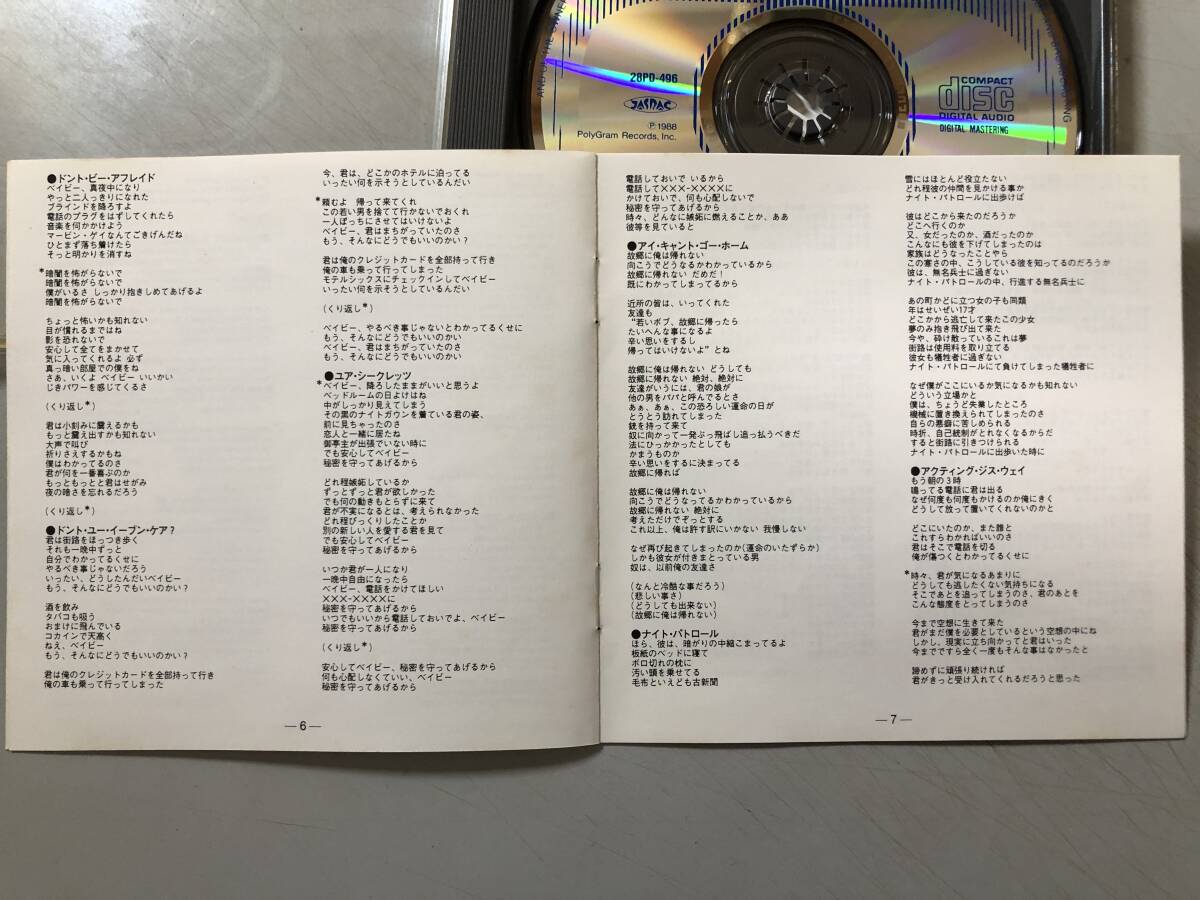 AND OF THE OWNE
28PD-496
JASRAC
Ⓟ1988
PolyGram Records, Inc.
COMPACT
disc
DIGITAL AUDIO
DIGITAL MASTERING
●ドント・ビー・アフレイド
ベイビー、真夜中になり
やっと二人っきりになれた
ブラインドを降ろすよ
電話のプラグをはずしてくれたら
音楽を何かかけよう
マービン・ゲイなんてごきげんだね
ひとまず落ち着けたら
そっと明かりを消すね
*暗闇を怖がらないで
暗闇を怖がらないで
僕がいるさ しっかり抱きしめてあげるよ
暗闇を怖がらないで
ちょっと怖いかも知れない
目が慣れるまではね
影を恐れないで
安心して全てをまかせて
気に入ってくれるよ 必ず
真っ暗い部屋での僕をね
さあ、いくよ ベイビー いいかい
じきパワーを感じてくるさ
(くり返し*)
君は小刻みに震えるかも
もっと震え出すかも知れない
大声で叫び
祈りさえするかもね
僕はわかってるのさ
君が何を一番喜ぶのか
もっともっとと君はせがみ
夜の暗さを忘れるだろう
(くり返し*)
●ドント・ユー・イーブン・ケア?
君は街路をほっつき歩く
それも一晩中ずっと
自分でわかってるくせに
やるべき事じゃないだろう
いったい、どうしたんだいベイビー
もう、そんなにどうでもいいのかい?
酒を飲み
タバコも吸う
おまけに飛んでいる
コカインで天高く
ねえ、ベイビー
もう、そんなにどうでもいいのかい?
君は俺のクレジットカードを全部持って行き
俺の車も乗って行ってしまった
今、君は、どこかのホテルに泊ってる
いったい何を示そうとしているんだい
*頼むよ 帰って来てくれ
この若い男を捨てて行かないでおくれ
一人ぼっちにさせてはいけないよ
ベイビー、君はまちがっていたのさ
もう、そんなにどうでもいいのかい?
君は俺のクレジットカードを全部持って行き
俺の車も乗って行ってしまった
モテルシックスにチェックインしてベイビー
いったい何を示そうとしているんだい
(くり返し*)
ベイビー、やるべき事じゃないとわかってるくせに
もう、そんなにどうでもいいのかい
ベイビー、君はまちがっていたのさ
もう、そんなにどうでもいいのかい
●ユア・シークレッツ
*ベイビー、降ろしたままがいいと思うよ
ベッドルームの日よけはね
中がしっかり見えてしまう
その黒のナイトガウンを着ている君の姿、
前に見ちゃったのさ
恋人と一緒に居たね
御亭主が出張でいない時に
でも安心してベイビー
秘密を守ってあげるから
どれ程嫉妬しているか
ずっとずっと君が欲しかった
でも何の動きもとらずに来て
君が不実になるとは、考えられなかった
どれ程びっくりしたことか
別の新しい人を愛する君を見て
でも安心してベイビー
秘密を守ってあげるから
いつか君が一人になり
一晩中自由になったら
ベイビー、電話をかけてほしい
×××-××××に
秘密を守ってあげるから
いつでもいいから電話しておいでよ、ベイビー
秘密を守ってあげるから
(くり返し*)
安心してベイビー、秘密を守ってあげるから
何も心配しなくていい、ベイビー
秘密を守ってあげるから
—6—
電話しておいで いるから
電話して×××-××××に
かけておいで、何も心配しないで
秘密を守ってあげるから
時々、どんなに嫉妬に燃えることか、ああ
彼等を見ていると
●アイ・キャント・ゴー・ホーム
故郷に俺は帰れない
向こうでどうなるかわかっているから
故郷に帰れない だめだ!
既にわかってしまってるから
近所の皆は、いってくれた
友達も
“若いボブ、故郷に帰ったら
たいへんな事になるよ
辛い思いをするし
帰ってはいけないよ”とね
故郷に俺は帰れない どうしても
故郷に帰れない 絶対、絶対に
友達がいうには、君の娘が
他の男をパパと呼んでるとさ
あぁ、あぁ、この恐ろしい運命の日が
とうとう訪れてしまった
銃を持って来て
奴に向かって一発ぶっ飛ばし追っ払うべきだ
法にひっかかったとしても
かまうものか
辛い思いをするに決まってる
故郷に帰れば
故郷に俺は帰れない
向こうでどうなってるかわかっているから
故郷に帰れない 絶対に
考えただけでぞっとする
これ以上、俺は許す訳にいかない 我慢しない
なぜ再び起きてしまったのか(運命のいたずらか)
しかも彼女が付きまとっている男
奴は、以前俺の友達さ
(なんと冷酷な事だろう)
(悲しい事さ)
(どうしても出来ない)
(故郷に俺は帰れない)
●ナイト・パトロール
ほら、彼は、暗がりの中縮こまってるよ
板紙のベッドに寝て
ボロ切れの枕に
汚い頭を乗せてる
毛布といえども古新聞
雪にはほとんど役立たない
どれ程彼の仲間を見かける事か
ナイト・パトロールに出歩けば
彼はどこから来たのだろうか
どこへ行くのか
又、女だったのか、酒だったのか
こんなにも彼を下げてしまったのは
家族はどうなったことやら
この寒さの中、こうしている彼を知ってるのだろうか
彼は、無名兵士に過ぎない
ナイト・パトロールの中、行進する無名兵士に
あの町かどに立つ女の子も同類
年はせいぜい17才
どこかから逃亡して来たこの少女
夢のみ抱き飛び出て来た
今や、砕け散っているこれは夢
街路は使用料を取り立てる
彼女も犠牲者に過ぎない
ナイト・パトロールにて負けてしまった犠牲者に
なぜ僕がここにいるか気になるかも知れない
どういう立場かと
僕は、ちょうど失業したところ
機械に置き換えられてしまったのさ
自らの悪癖に苦しめられる
時折、自己統制がとれなくなるからだ
すると街路に引きつけられる
ナイト・パトロールに出歩いた時に
●アクティング・ジス・ウェイ
もう朝の3時
鳴ってる電話に君は出る
なぜ何度も何度もかけるのか俺にきく
どうして放って置いてくれないのかと
どこにいたのか、また誰と
これすらわかればいいのさ
君はそこで電話を切る
俺が傷つくとわかってるくせに
*時々、君が気になるあまりに
どうしても逃したくない気持ちになる
そこであとを追ってしまうのさ、君のあとを
こんな態度をとってしまうのさ
今まで空想に生きて来た
君がまだ僕を必要としているという空想の中にね
しかし、現実に立ち向かってと君はいった
今まででずら全く一度もそんな事はなかったと
諦めずに頑張り続ければ
君がきっと受け入れてくれるだろうと思った
—7—